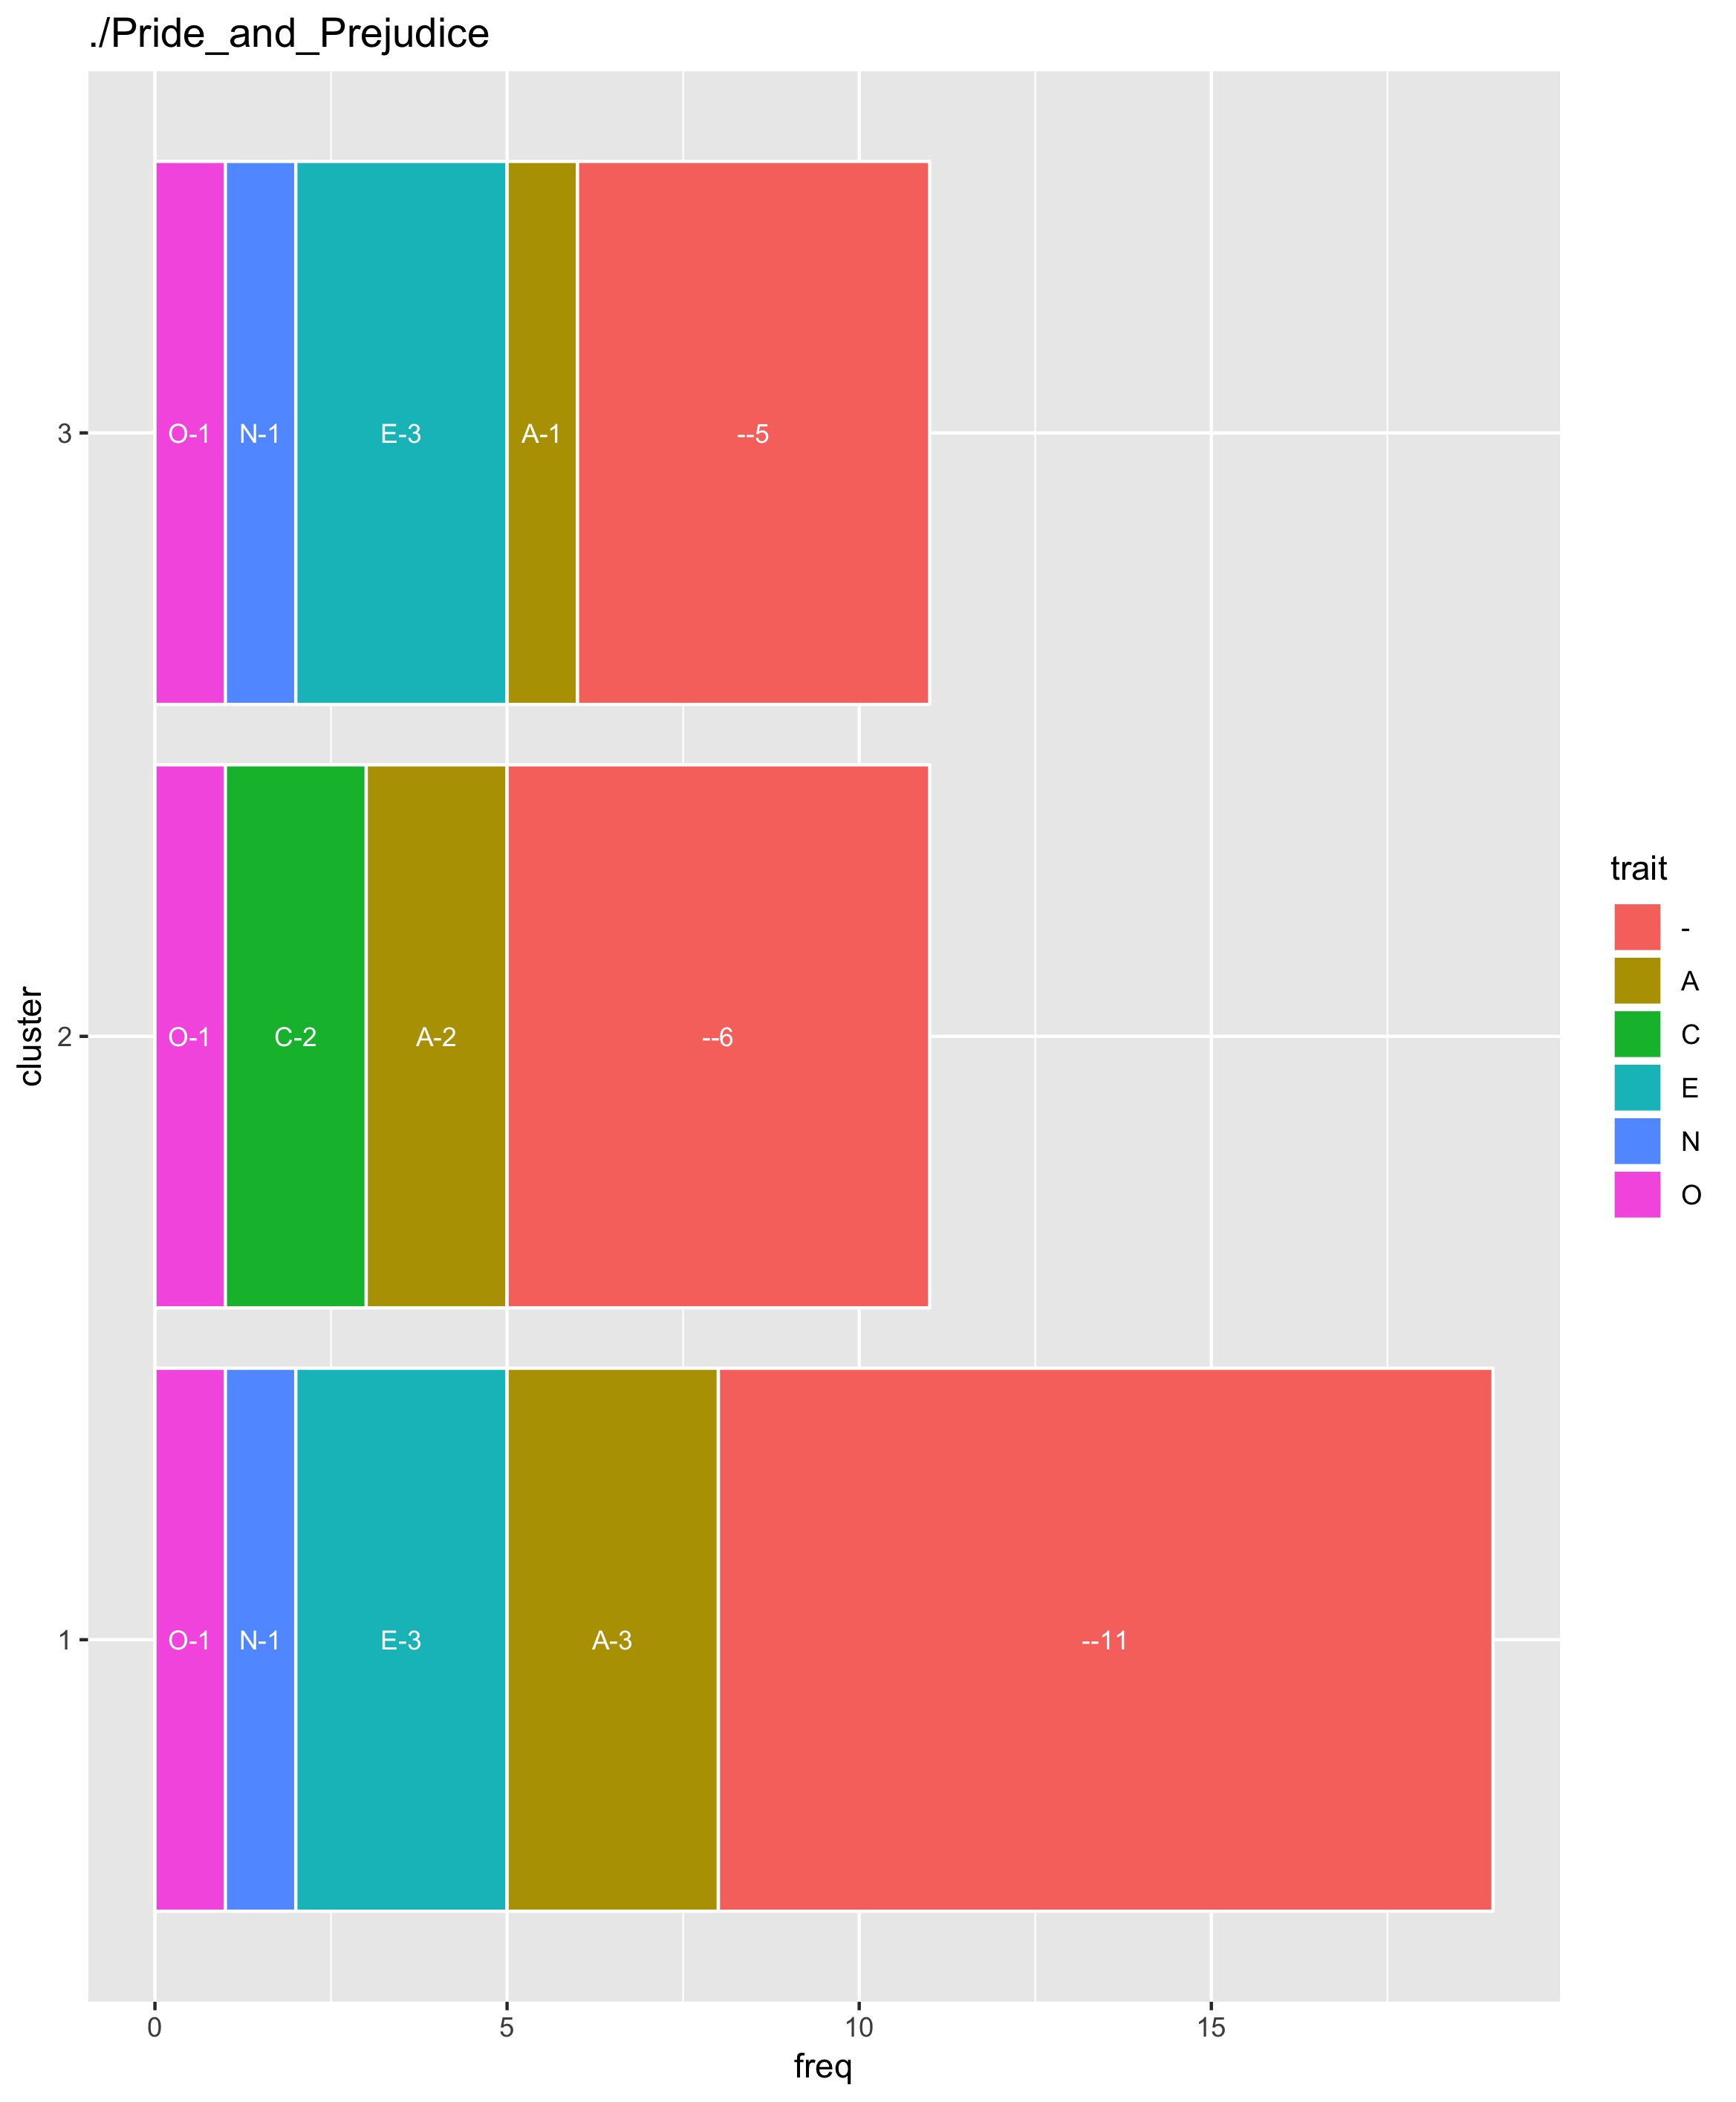 ./Pride_and_Prejudice
3
O-1 N-1 E-3 A-1 --5
cluster
2
O-1 C-2 A-2 --6
1
O-1 N-1 E-3 A-3 --11
0 5 10 15
freq
trait
-
A
C
E
N
O